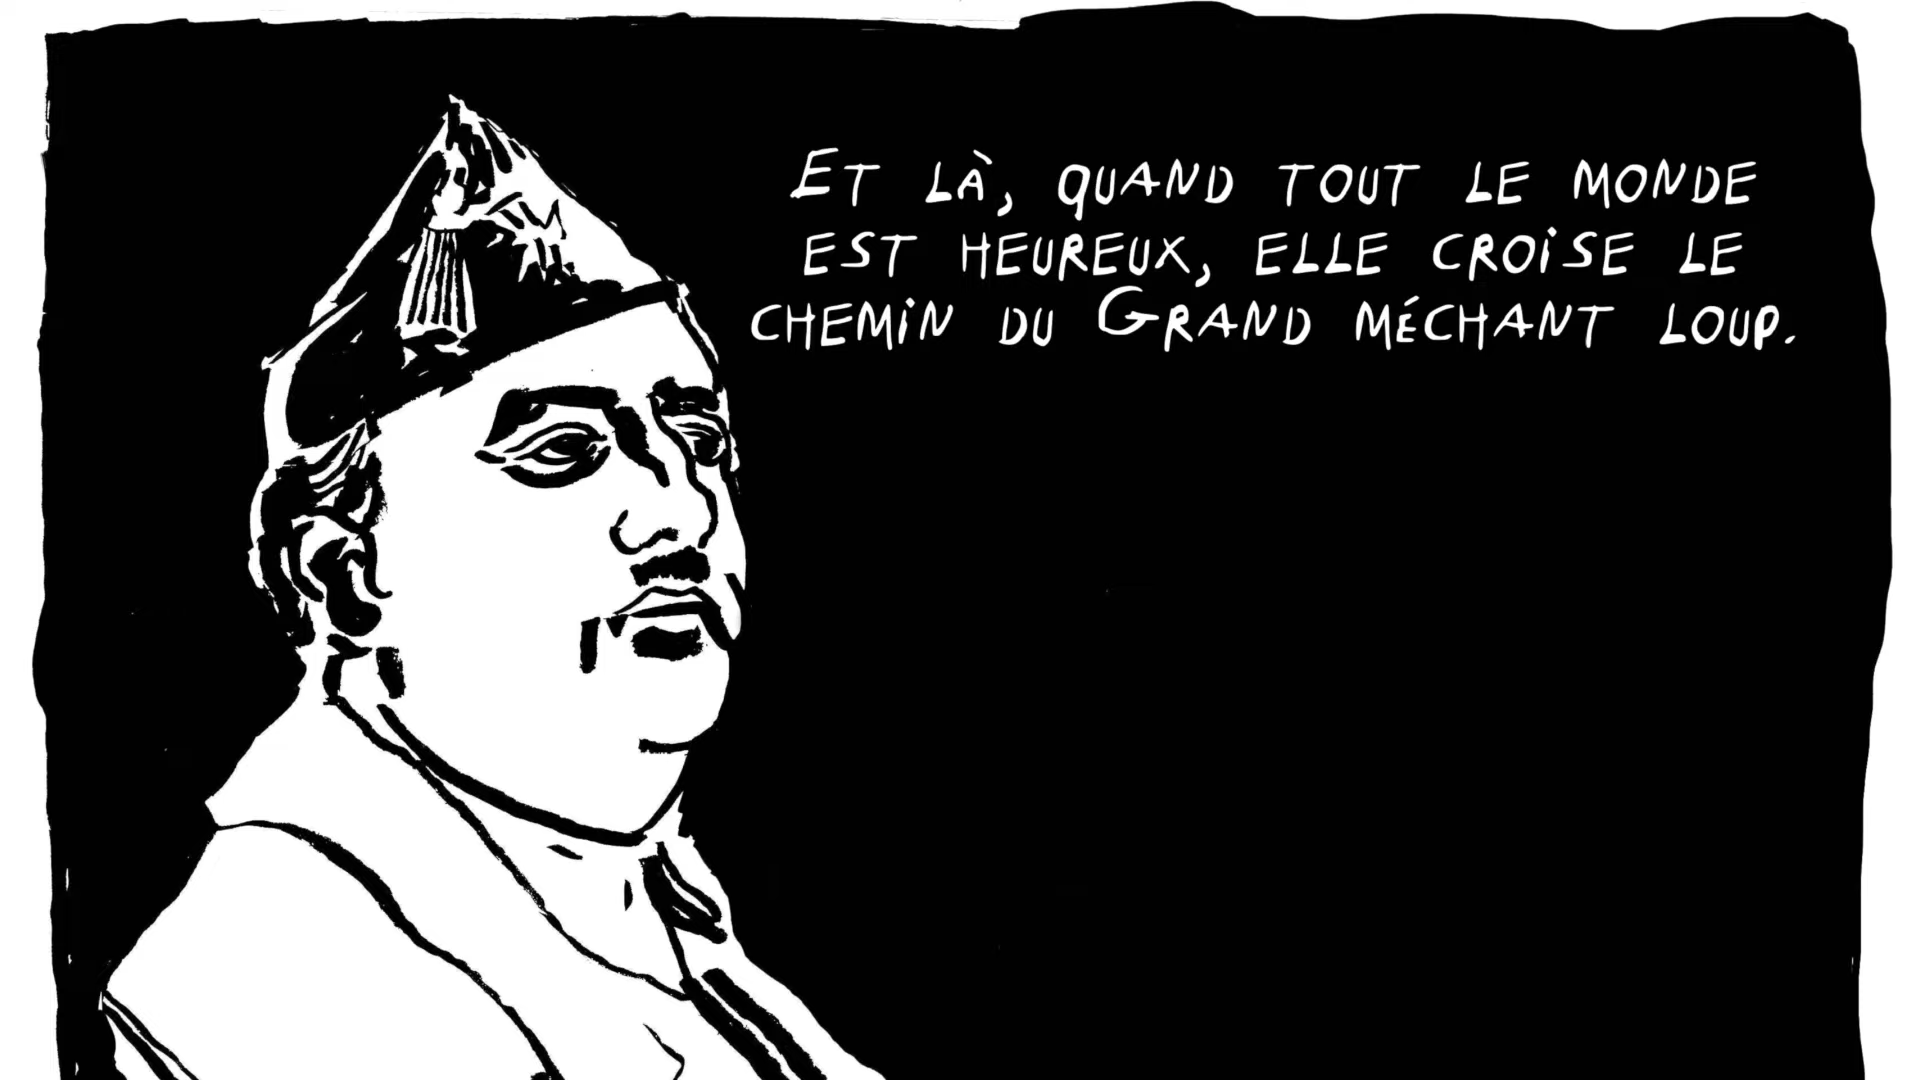 Et là, quand tout le monde
est heureux, elle croise le
chemin du Grand méchant loup.